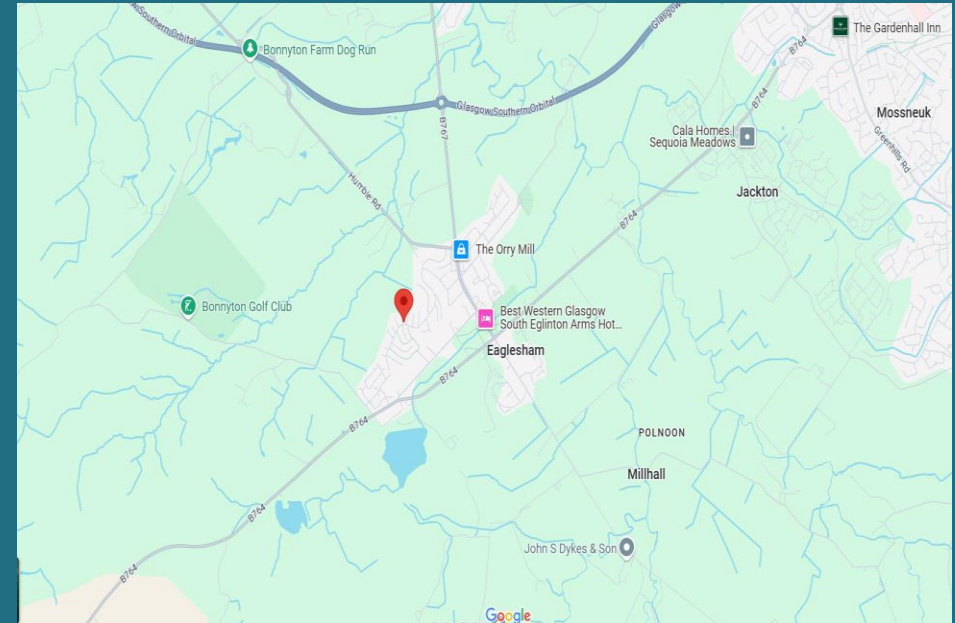 w Southern Orbital
Glasgow
The Gardenhall Inn
Bonnyton Farm Dog Run
B764
B764
Glasgow Southern Orbital
Mossneuk
B767
Cala Homes |
Sequoia Meadows
Greenhills Rd
Humbie Rd
Jackton
B764
The Orry Mill
Bonnyton Golf Club
Best Western Glasgow
South Eglinton Arms Hot...
Eaglesham
B764
B764
POLNOON
Millhall
B764
John S Dykes & Son
B764
Google